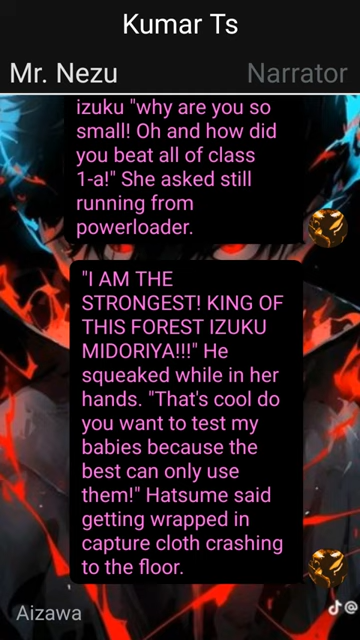 Kumar Ts
Mr. Nezu
Narrator
izuku "why are you so
small! Oh and how did
you beat all of class
1-a!" She asked still
running from
powerloader.
"I AM THE
STRONGEST! KING OF
THIS FOREST IZUKU
MIDORIYA!!!" He
squeaked while in her
hands. "That's cool do
you want to test my
babies because the
best can only use
them!" Hatsume said
getting wrapped in
capture cloth crashing
to the floor.
Aizawa
@